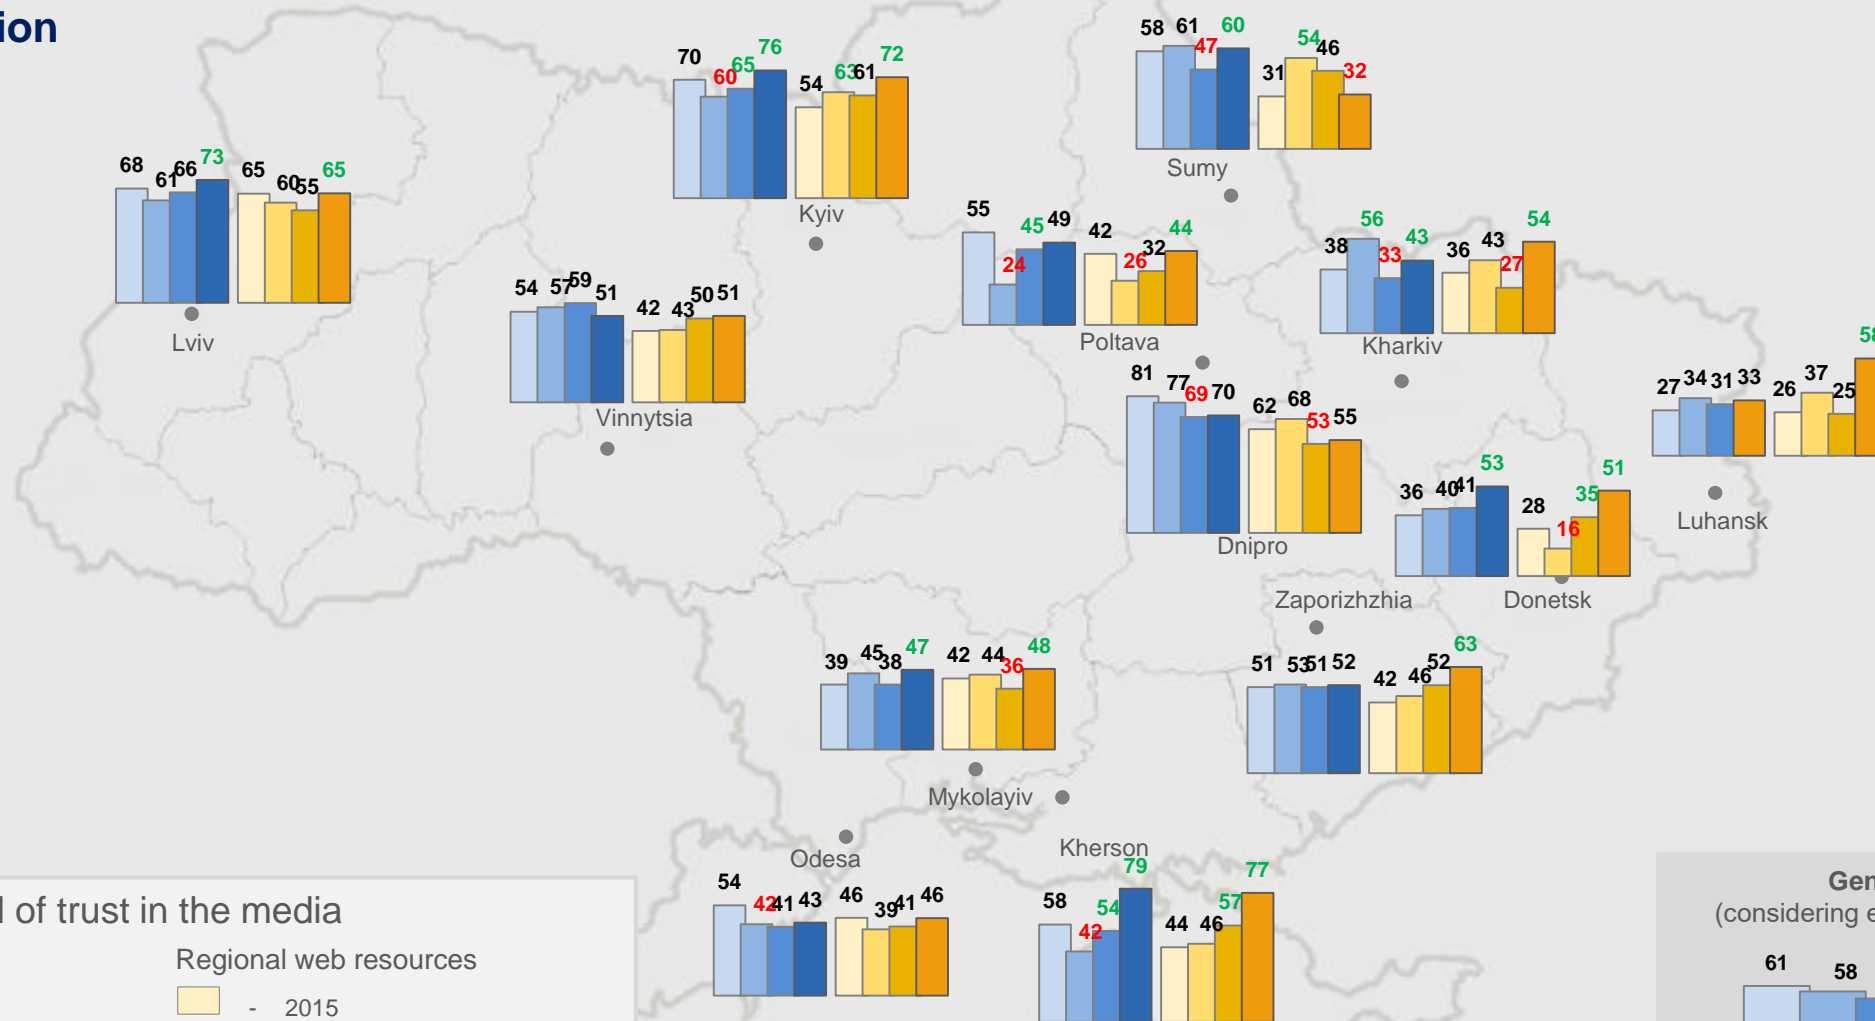 ion
58 61 47 60 31 54 46 32
Sumy
70 60 65 76 54 63 61 72
Kyiv
68 61 66 73 65 60 55 65
Lviv
55 24 45 49 42 26 32 44
Poltava
38 56 33 43 36 43 27 54
Kharkiv
54 57 59 51 42 43 50 51
Vinnytsia
27 34 31 33 26 37 25 58
Luhansk
81 77 69 70 62 68 53 55
Dnipro
36 40 41 53 28 16 35 51
Donetsk
Zaporizhzhia
51 53 51 52 42 46 52 63
39 45 38 47 42 44 36 48
Mykolayiv
Kherson
58 42 54 79 44 46 57 77
Odesa
54 42 41 43 46 39 41 46
l of trust in the media
Regional web resources
- 2015
Gen
(considering e
61 58